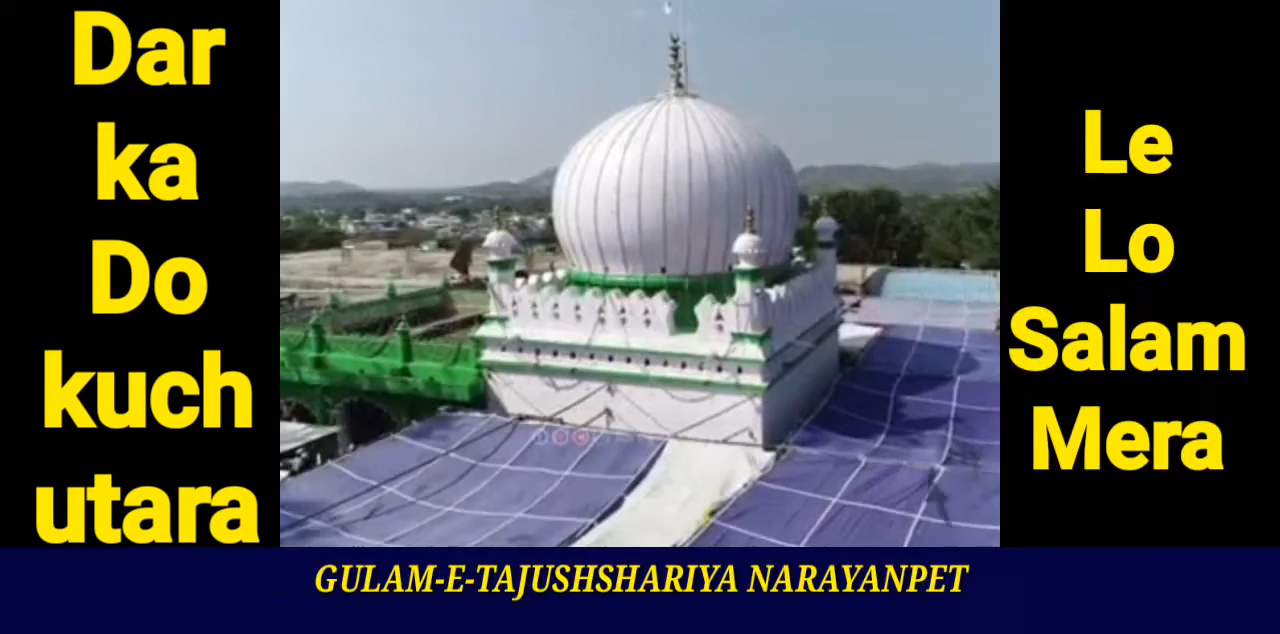 Dar
ka
Do
kuch
utara
Le
Lo
Salam
Mera
GULAM-E-TAJUSHSHARIYA NARAYANPET